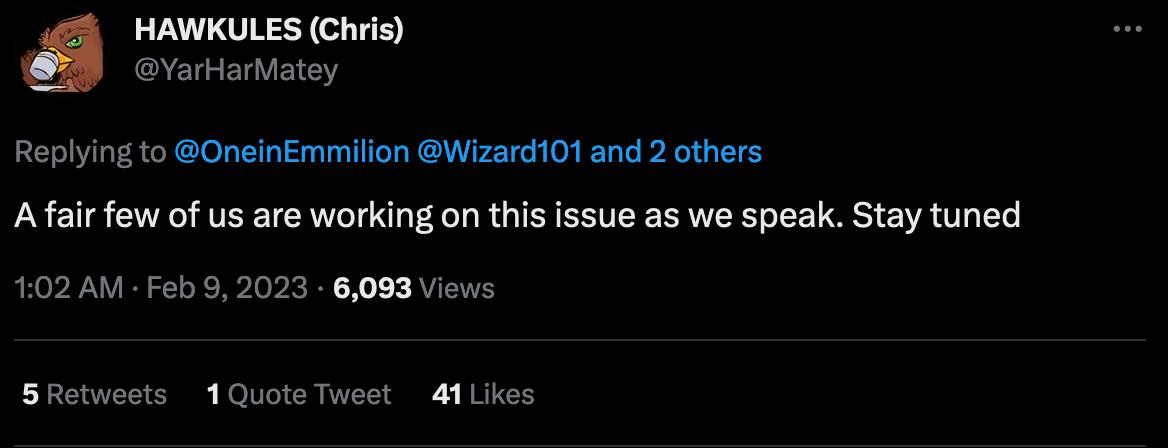 HAWKULES (Chris)
@YarHarMatey
Replying to @OneinEmmilion @Wizard101 and 2 others
A fair few of us are working on this issue as we speak. Stay tuned
1:02 AM · Feb 9, 2023 · 6,093 Views
5 Retweets 1 Quote Tweet 41 Likes